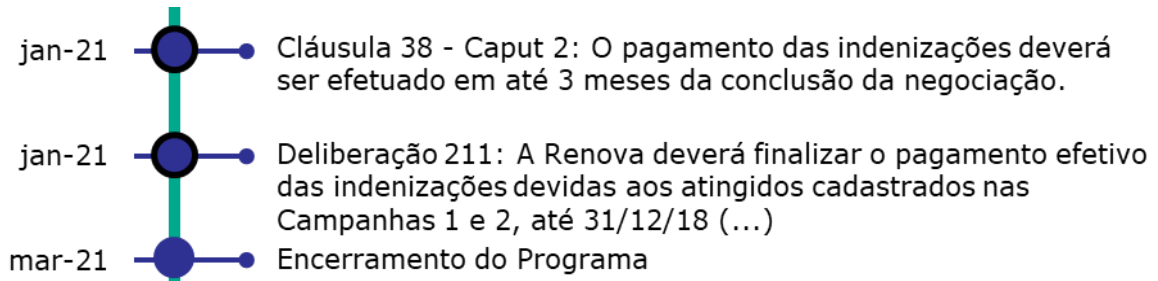 jan-21 Cláusula 38 - Caput 2: O pagamento das indenizações deverá
ser efetuado em até 3 meses da conclusão da negociação.
jan-21 Deliberação 211: A Renova deverá finalizar o pagamento efetivo
das indenizações devidas aos atingidos cadastrados nas
Campanhas 1 e 2, até 31/12/18 (...)
mar-21 Encerramento do Programa